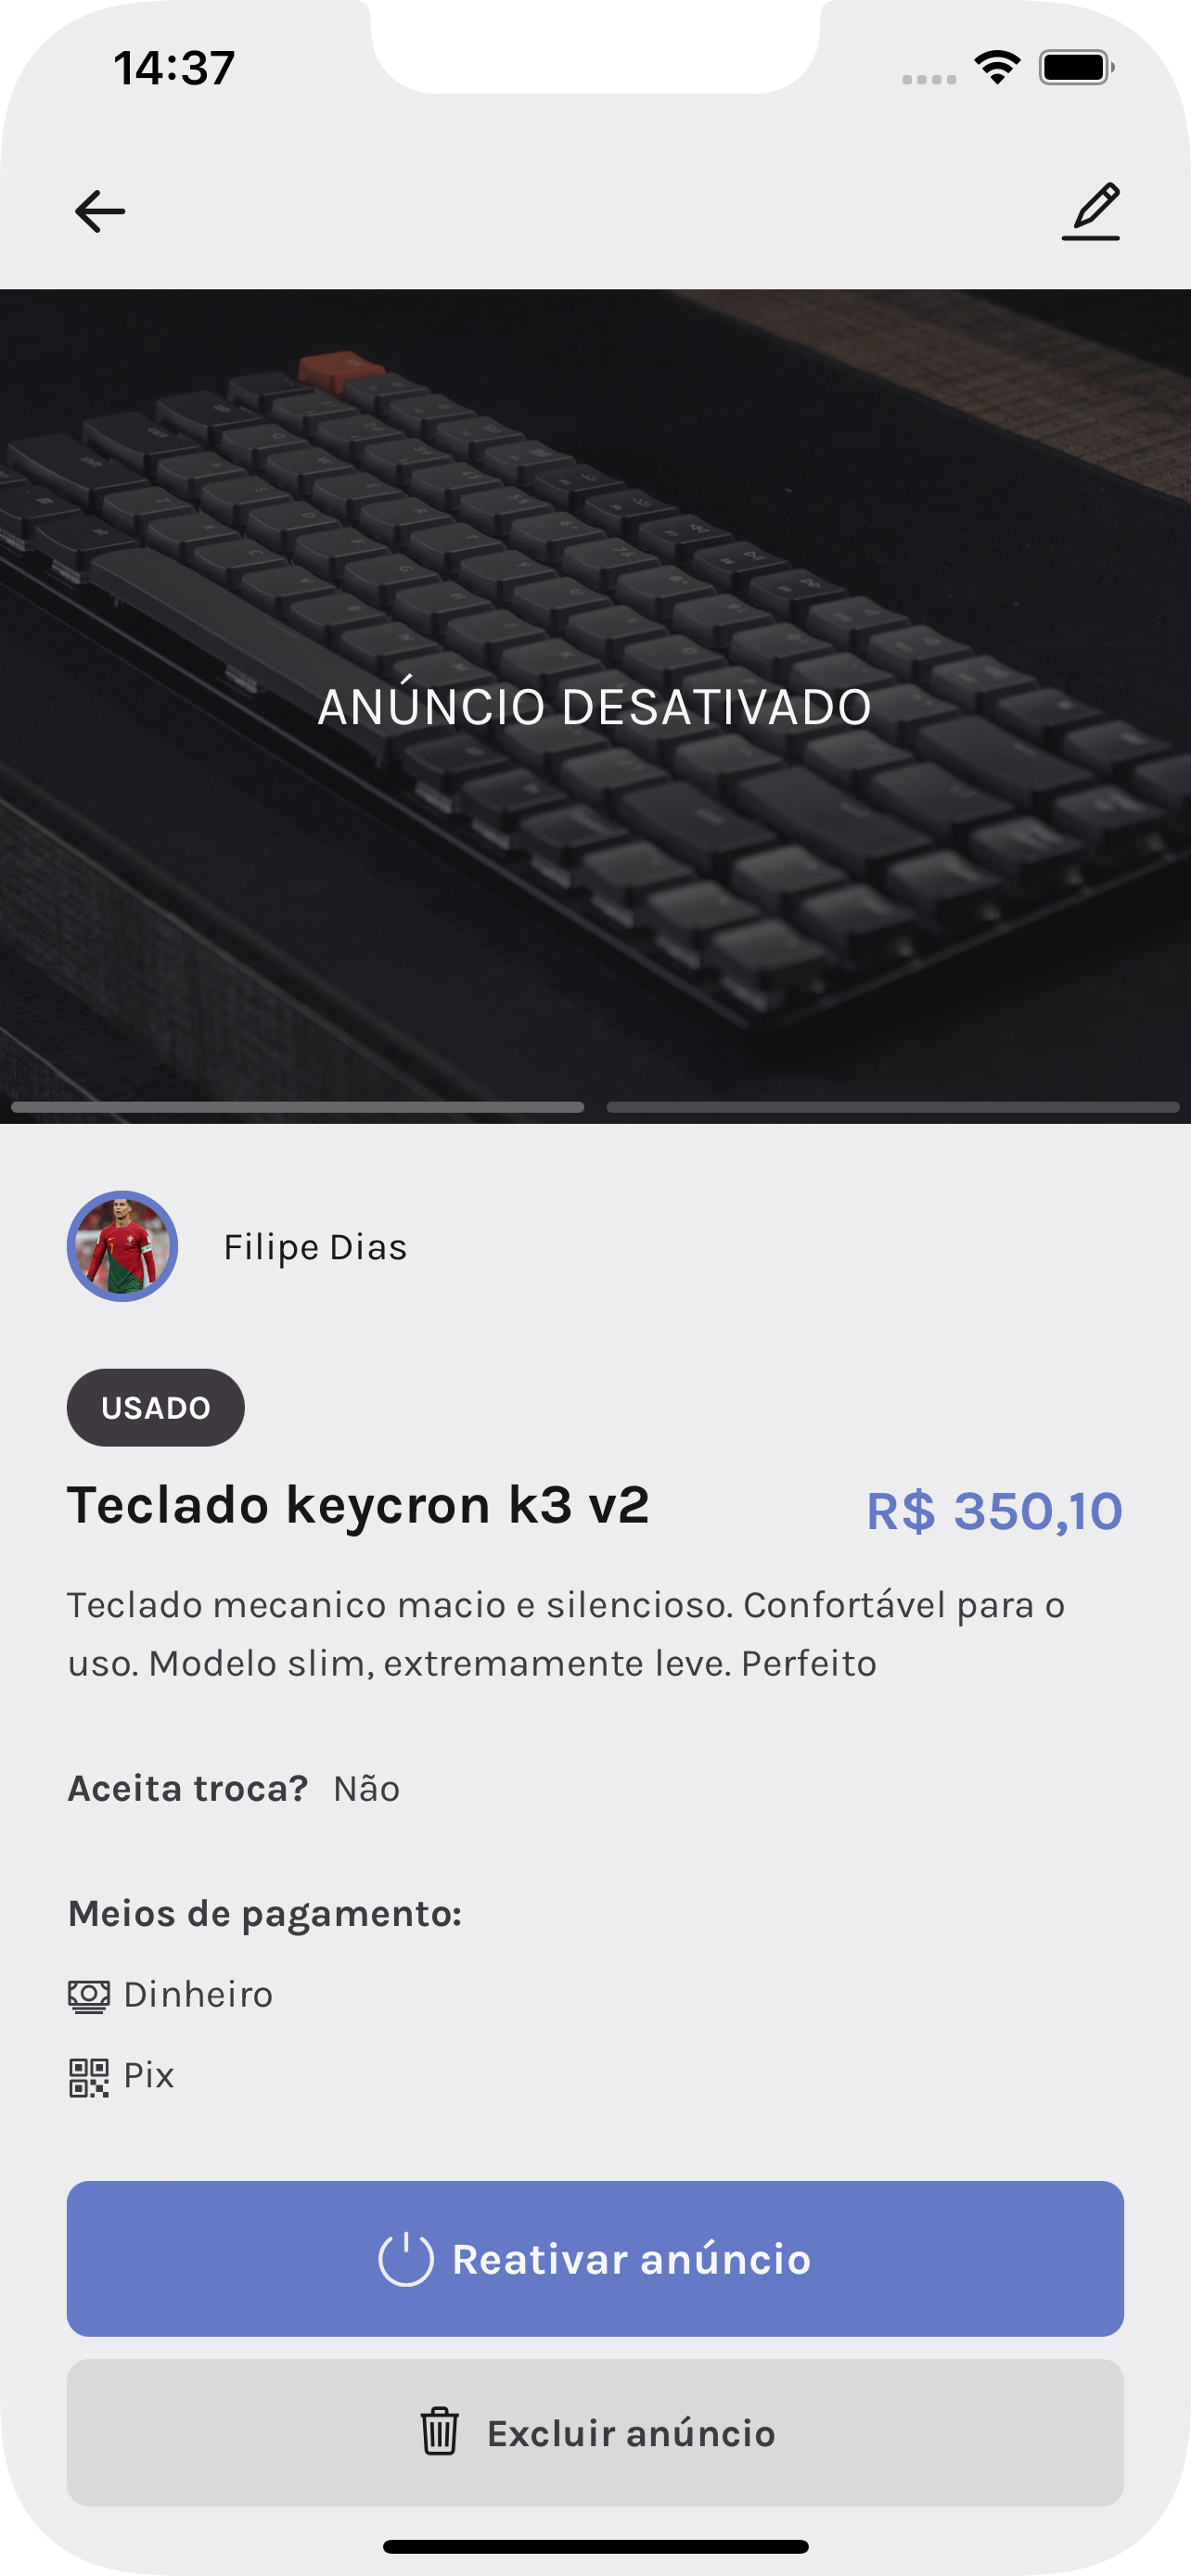 14:37
ANÚNCIO DESATIVADO
Filipe Dias
USADO
Teclado keycron k3 v2
R$ 350,10
Teclado mecanico macio e silencioso. Confortável para o
uso. Modelo slim, extremamente leve. Perfeito
Aceita troca? Não
Meios de pagamento:
Dinheiro
Pix
Reativar anúncio
Excluir anúncio